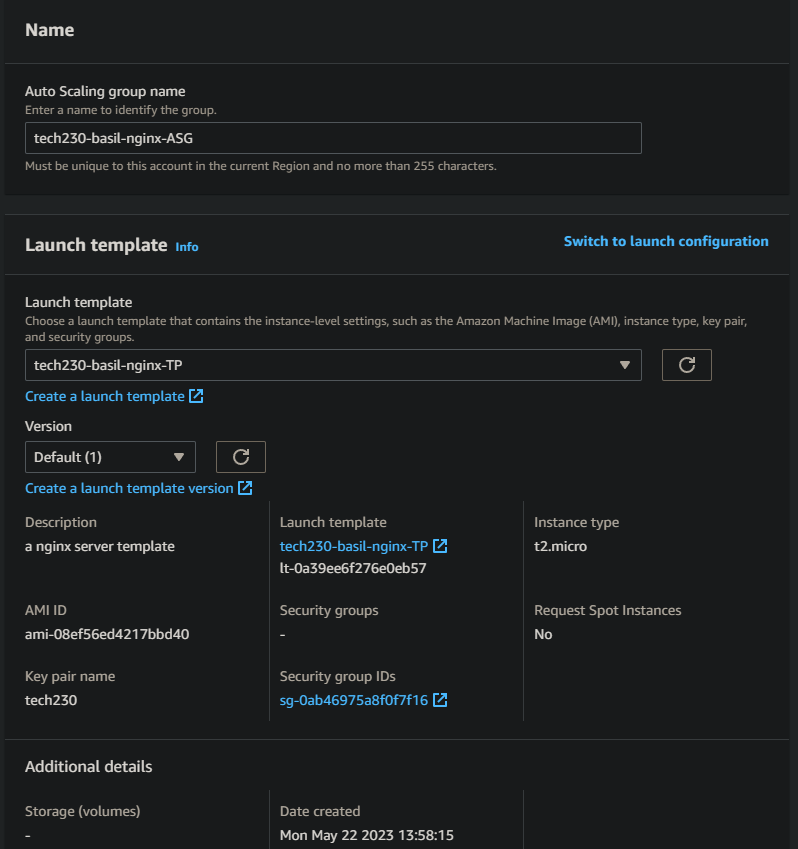 Name
Auto Scaling group name
Enter a name to identify the group.
tech230-basil-nginx-ASG
Must be unique to this account in the current Region and no more than 255 characters.
Launch template Info
Switch to launch configuration
Launch template
Choose a launch template that contains the instance-level settings, such as the Amazon Machine Image (AMI), instance type, key pair,
and security groups.
tech230-basil-nginx-TP
Create a launch template
Version
Default (1)
Create a launch template version
Description
a nginx server template
Launch template
tech230-basil-nginx-TP
lt-0a39ee6f276e0eb57
Instance type
t2.micro
AMI ID
ami-08ef56ed4217bbd40
Security groups
-
Request Spot Instances
No
Key pair name
tech230
Security group IDs
sg-0ab46975a8f0f7f16
Additional details
Storage (volumes)
-
Date created
Mon May 22 2023 13:58:15